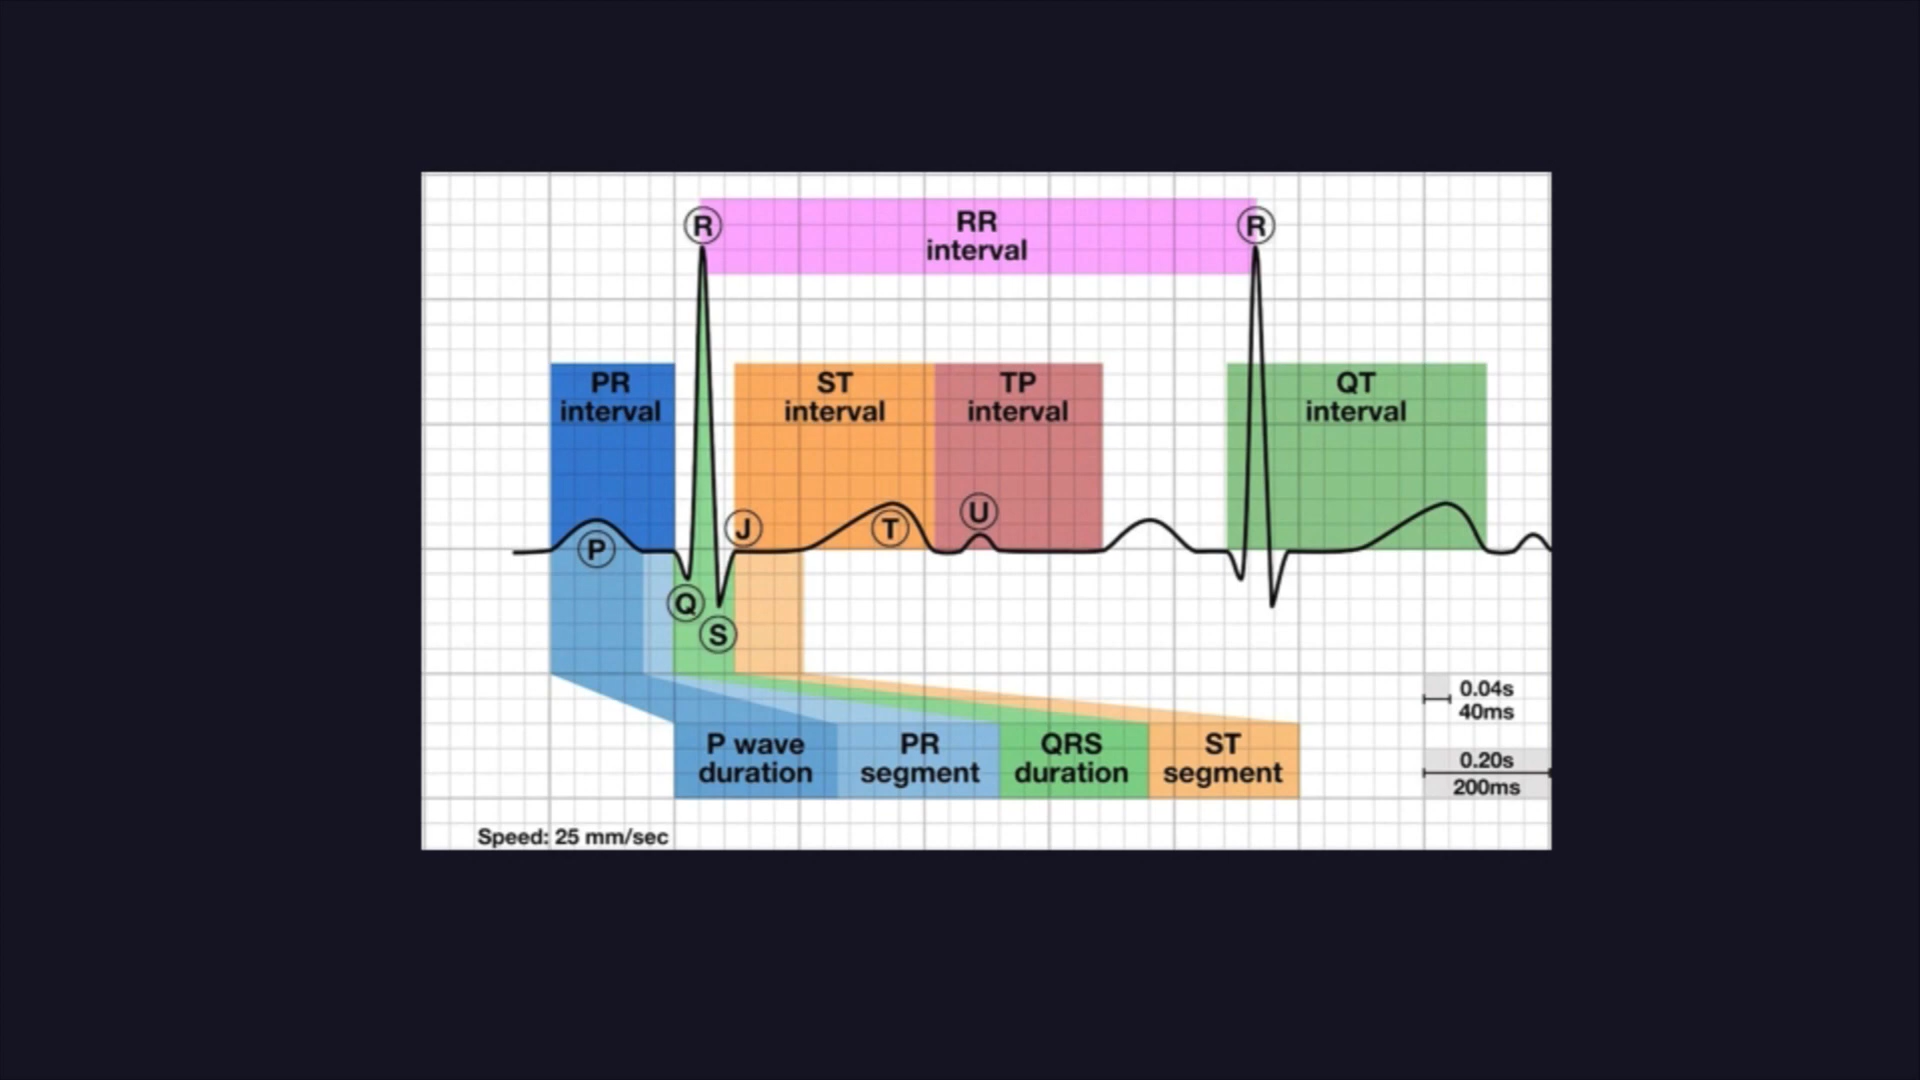 R
RR
interval
R
PR
interval
ST
interval
TP
interval
QT
interval
P
J
T
U
Q
S
0.04s
40ms
P wave
duration
PR
segment
QRS
duration
ST
segment
0.20s
200ms
Speed: 25 mm/sec